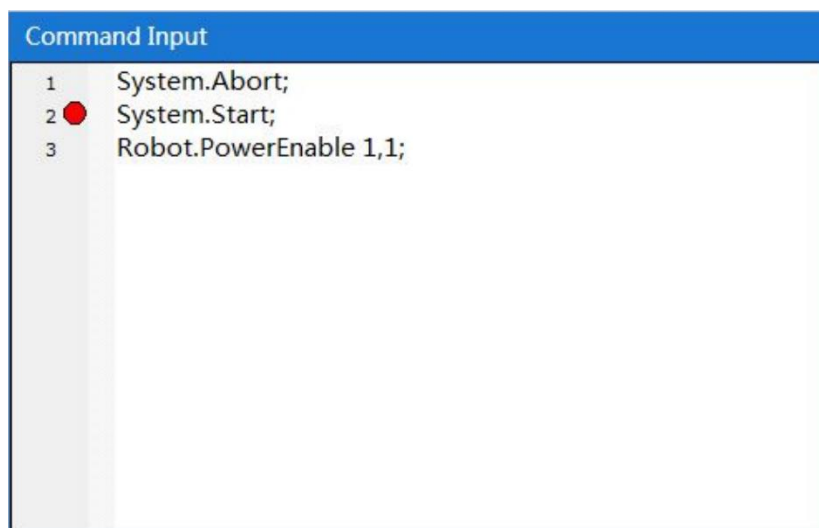 Command Input
1 System.Abort;
2 System.Start;
3 Robot.PowerEnable 1,1;